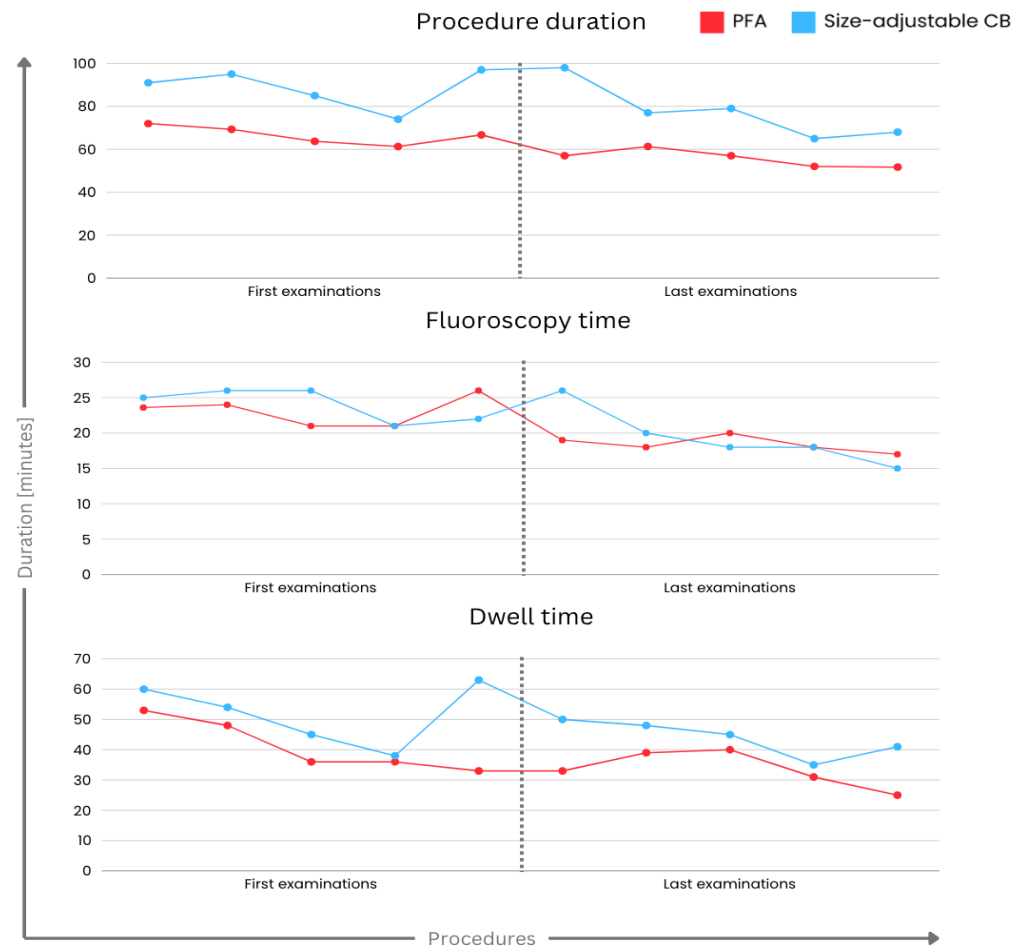 Procedure duration
PFA
Size-adjustable CB
100
80
60
40
20
0
First examinations
Last examinations
Fluoroscopy time
30
25
20
15
10
5
0
First examinations
Last examinations
Dwell time
70
60
50
40
30
20
10
0
First examinations
Last examinations
Duration [minutes]
Procedures